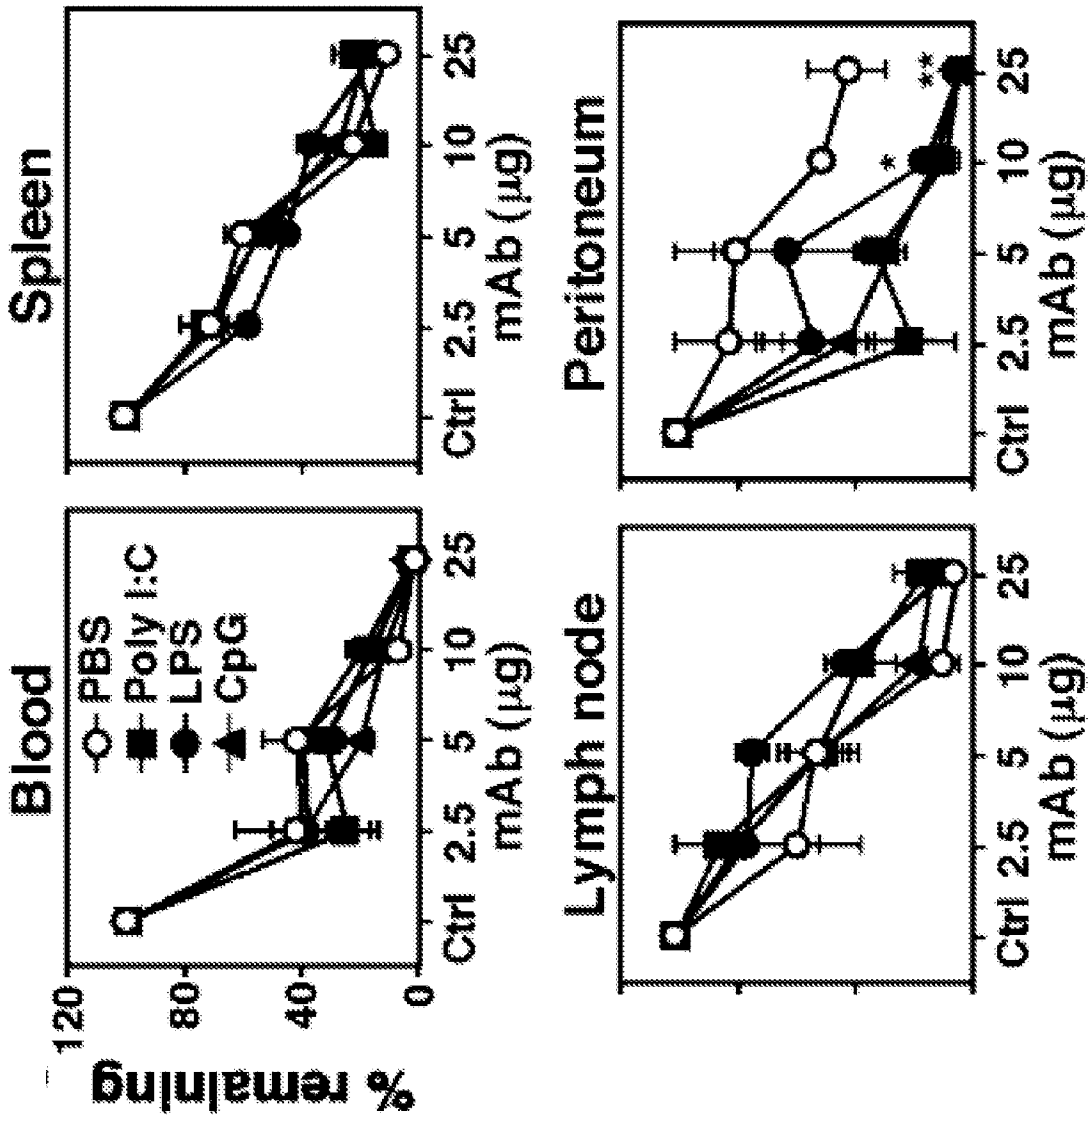 Blood
Spleen
% remaining
120
80
40
0
PBS
Poly I:C
LPS
CpG
Ctrl 2.5 5 10 25
mAb (μg)
Ctrl 2.5 5 10 25
mAb (μg)
Lymph node
Peritoneum
*
**
Ctrl 2.5 5 10 25
mAb (μg)
Ctrl 2.5 5 10 25
mAb (μg)